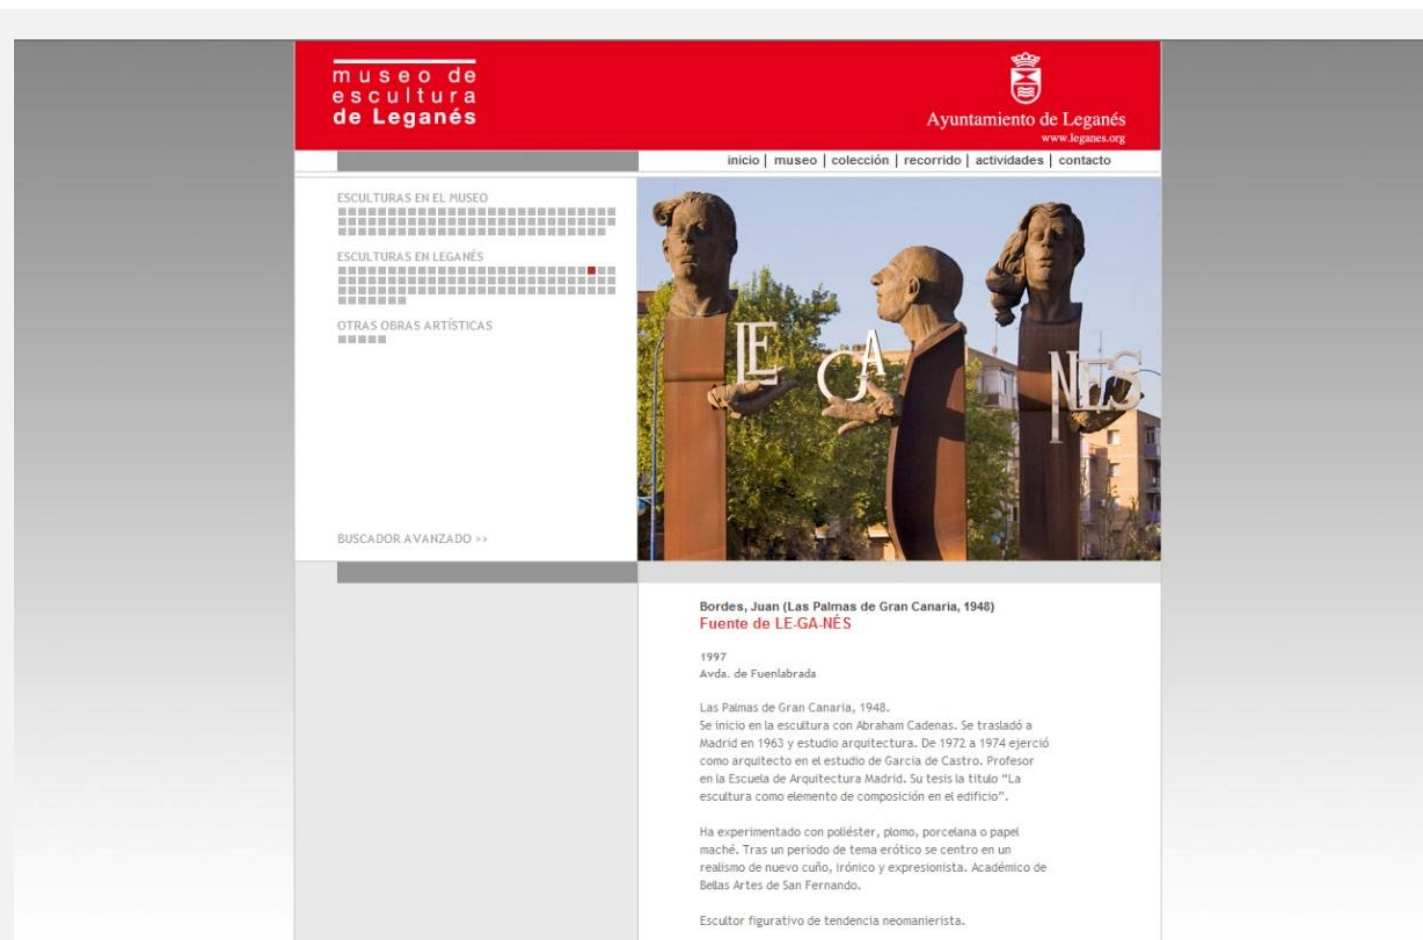 museo de
escultura
de Leganés
Ayuntamiento de Leganés
www.leganes.org
inicio | museo | colección | recorrido | actividades | contacto
ESCULTURAS EN EL MUSEO
ESCULTURAS EN LEGANÉS
OTRAS OBRAS ARTÍSTICAS
BUSCADOR AVANZADO >>
LE GA NES
Bordes, Juan (Las Palmas de Gran Canaria, 1948)
Fuente de LE-GA-NÉS
1997
Avda. de Fuenlabrada
Las Palmas de Gran Canaria, 1948.
Se inicio en la escultura con Abraham Cadenas. Se trasladó a
Madrid en 1963 y estudio arquitectura. De 1972 a 1974 ejerció
como arquitecto en el estudio de Garcia de Castro. Profesor
en la Escuela de Arquitectura Madrid. Su tesis la titulo "La
escultura como elemento de composición en el edificio".
Ha experimentado con poliéster, plomo, porcelana o papel
maché. Tras un periodo de tema erótico se centro en un
realismo de nuevo cuño, irónico y expresionista. Académico de
Bellas Artes de San Fernando.
Escultor figurativo de tendencia neomanierista.